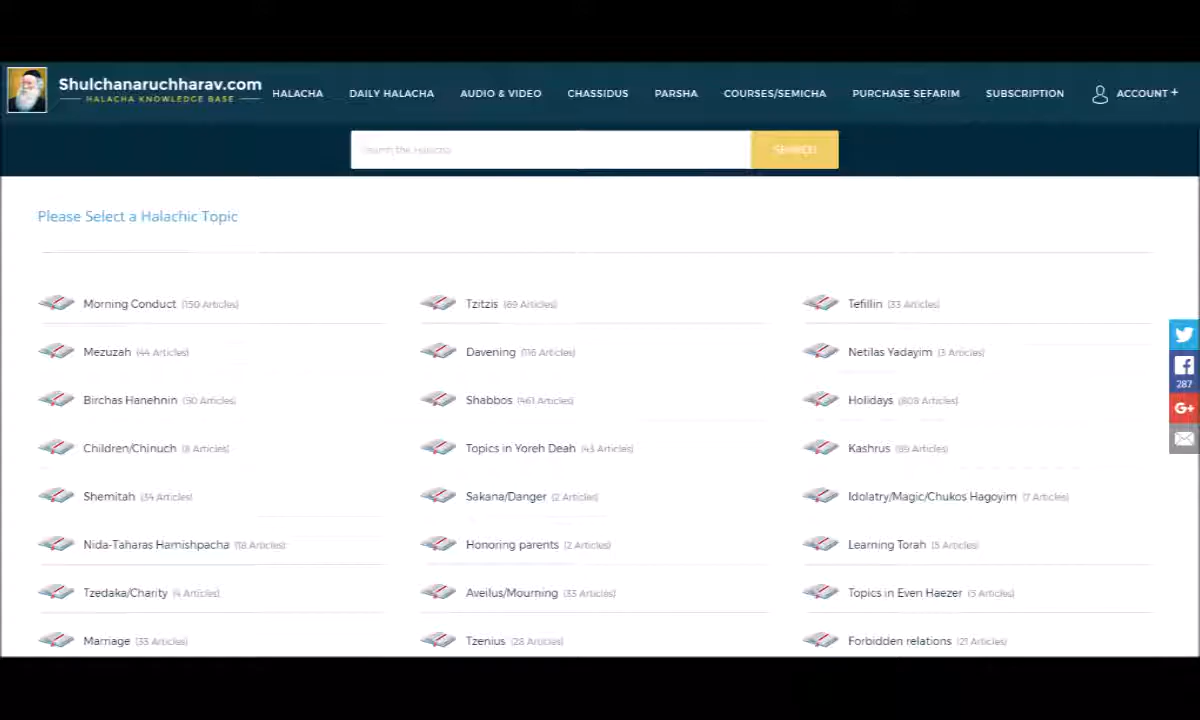 Shulchanaruchharav.com
HALACHA KNOWLEDGE BASE
HALACHA DAILY HALACHA AUDIO & VIDEO CHASSIDUS PARSHA COURSES/SEMICHA PURCHASE SEFARIM SUBSCRIPTION ACCOUNT +
Search the Halacha SEARCH
Please Select a Halachic Topic
Morning Conduct (150 Articles) Tzitzis (69 Articles) Tefillin (33 Articles)
Mezuzah (44 Articles) Davening (116 Articles) Netilas Yadayim (3 Articles)
Birchas Hanehnin (50 Articles) Shabbos (461 Articles) Holidays (808 Articles)
Children/Chinuch (8 Articles) Topics in Yoreh Deah (43 Articles) Kashrus (89 Articles)
Shemitah (34 Articles) Sakana/Danger (2 Articles) Idolatry/Magic/Chukos Hagoyim (7 Articles)
Nida-Taharas Hamishpacha (18 Articles) Honoring parents (2 Articles) Learning Torah (5 Articles)
Tzedaka/Charity (4 Articles) Aveilus/Mourning (33 Articles) Topics in Even Haezer (5 Articles)
Marriage (33 Articles) Tzenius (28 Articles) Forbidden relations (21 Articles)
287
G+